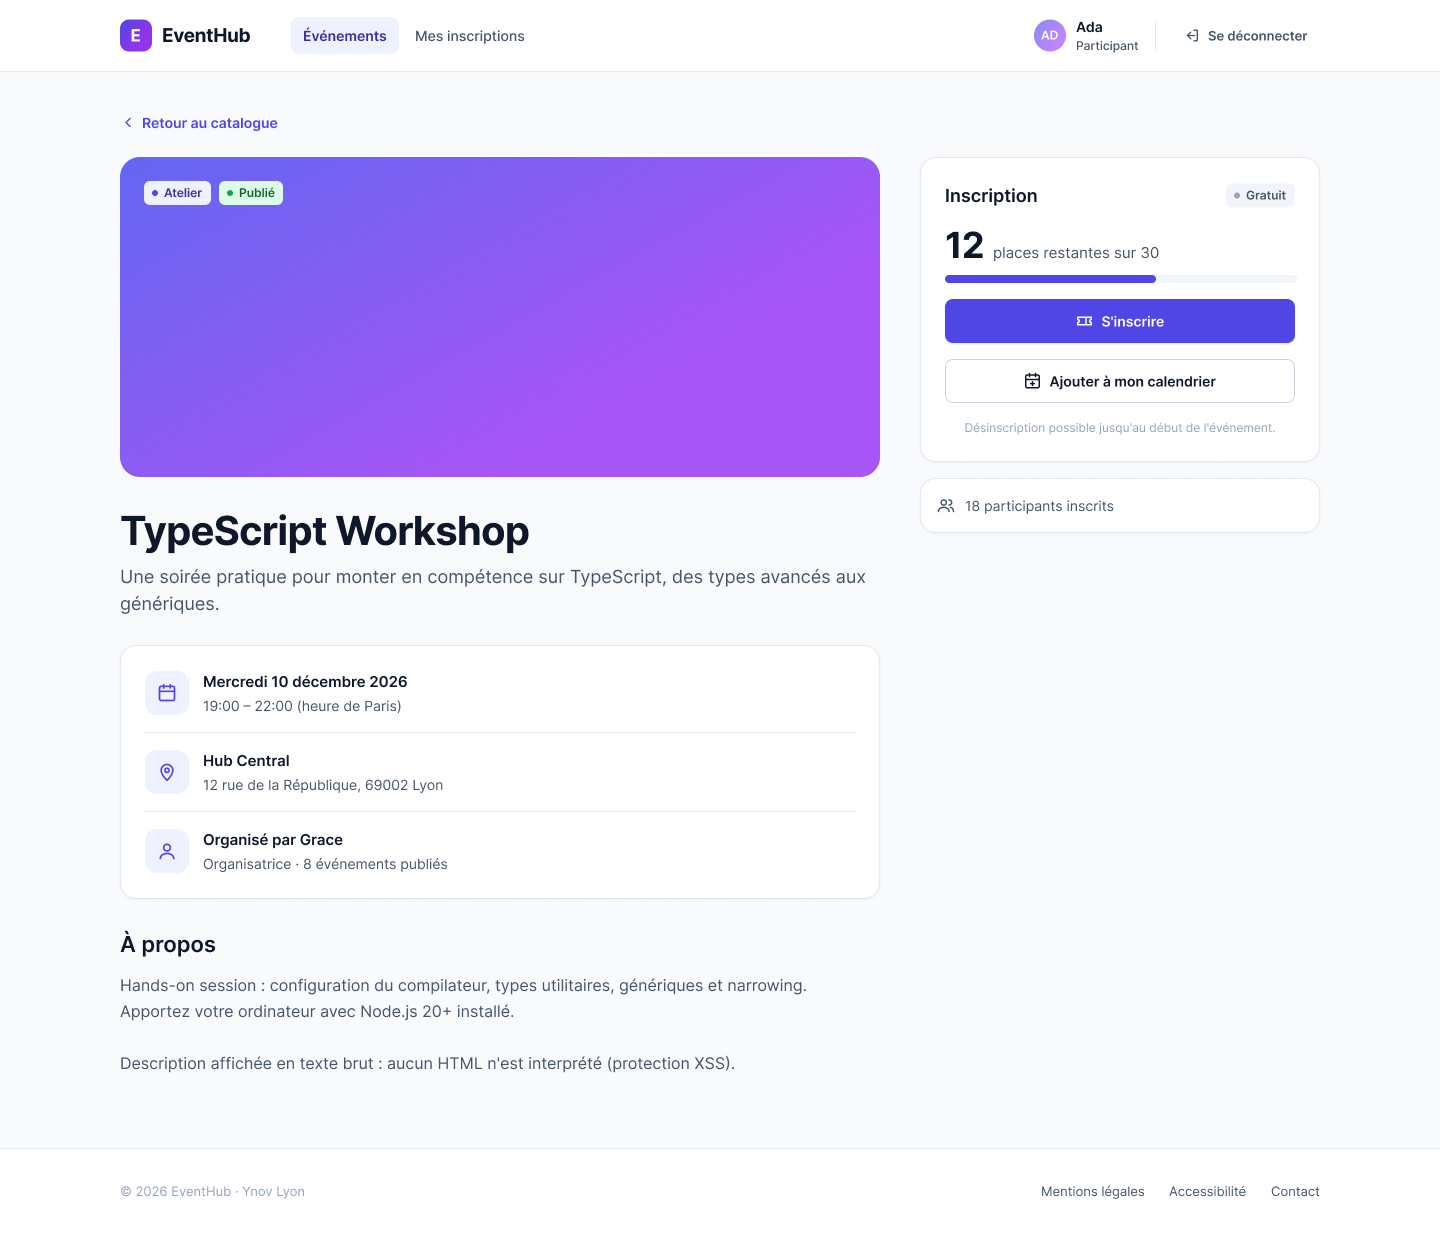 E EventHub
Événements
Mes inscriptions
AD
Ada
Participant
Se déconnecter
Retour au catalogue
Atelier
Publié
TypeScript Workshop
Une soirée pratique pour monter en compétence sur TypeScript, des types avancés aux
génériques.
Mercredi 10 décembre 2026
19:00 – 22:00 (heure de Paris)
Hub Central
12 rue de la République, 69002 Lyon
Organisé par Grace
Organisatrice · 8 événements publiés
À propos
Hands-on session : configuration du compilateur, types utilitaires, génériques et narrowing.
Apportez votre ordinateur avec Node.js 20+ installé.
Description affichée en texte brut : aucun HTML n'est interprété (protection XSS).
Inscription
Gratuit
12 places restantes sur 30
S'inscrire
Ajouter à mon calendrier
Désinscription possible jusqu'au début de l'événement.
18 participants inscrits
© 2026 EventHub · Ynov Lyon
Mentions légales
Accessibilité
Contact